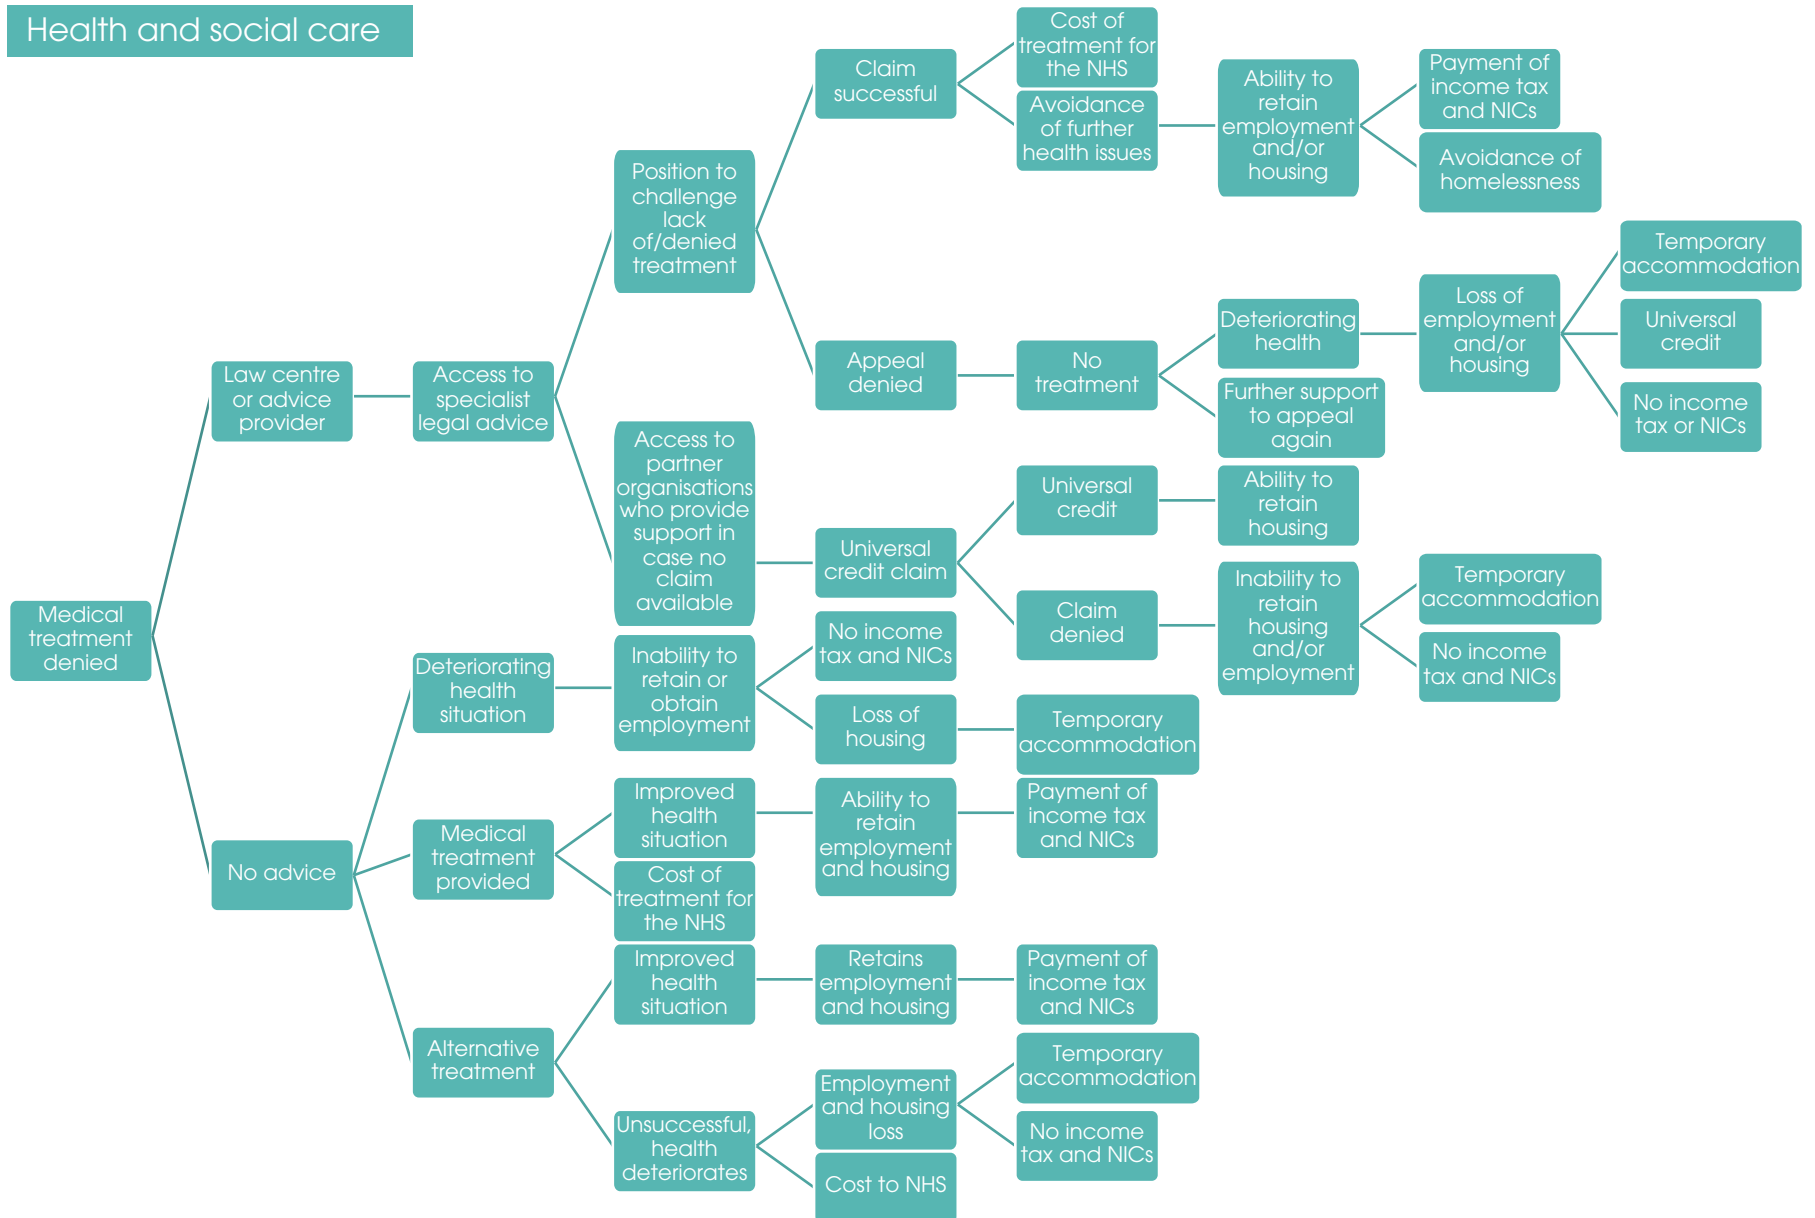 Health and social care
Medical
treatment
denied
Law centre
or advice
provider
No advice
Access to
specialist
legal advice
Deteriorating
health
situation
Medical
treatment
provided
Alternative
treatment
Position to
challenge
lack
of/denied
treatment
Access to
partner
organisations
who provide
support in
case no
claim
available
Inability to
retain or
obtain
employment
Improved
health
situation
Cost of
treatment for
the NHS
Improved
health
situation
Unsuccessful,
health
deteriorates
Claim
successful
Appeal
denied
Universal
credit claim
No income
tax and NICs
Loss of
housing
Ability to
retain
employment
and housing
Retains
employment
and housing
Employment
and housing
loss
Cost to NHS
Cost of
treatment for
the NHS
Avoidance
of further
health issues
No
treatment
Universal
credit
Claim
denied
Temporary
accommodation
Payment of
income tax
and NICs
Payment of
income tax
and NICs
Temporary
accommodation
No income
tax and NICs
Ability to
retain
employment
and/or
housing
Deteriorating
health
Further support
to appeal
again
Ability to
retain
housing
Inability to
retain
housing
and/or
employment
Payment of
income tax
and NICs
Avoidance of
homelessness
Loss of
employment
and/or
housing
Temporary
accommodation
No income
tax and NICs
Temporary
accommodation
Universal
credit
No income
tax or NICs